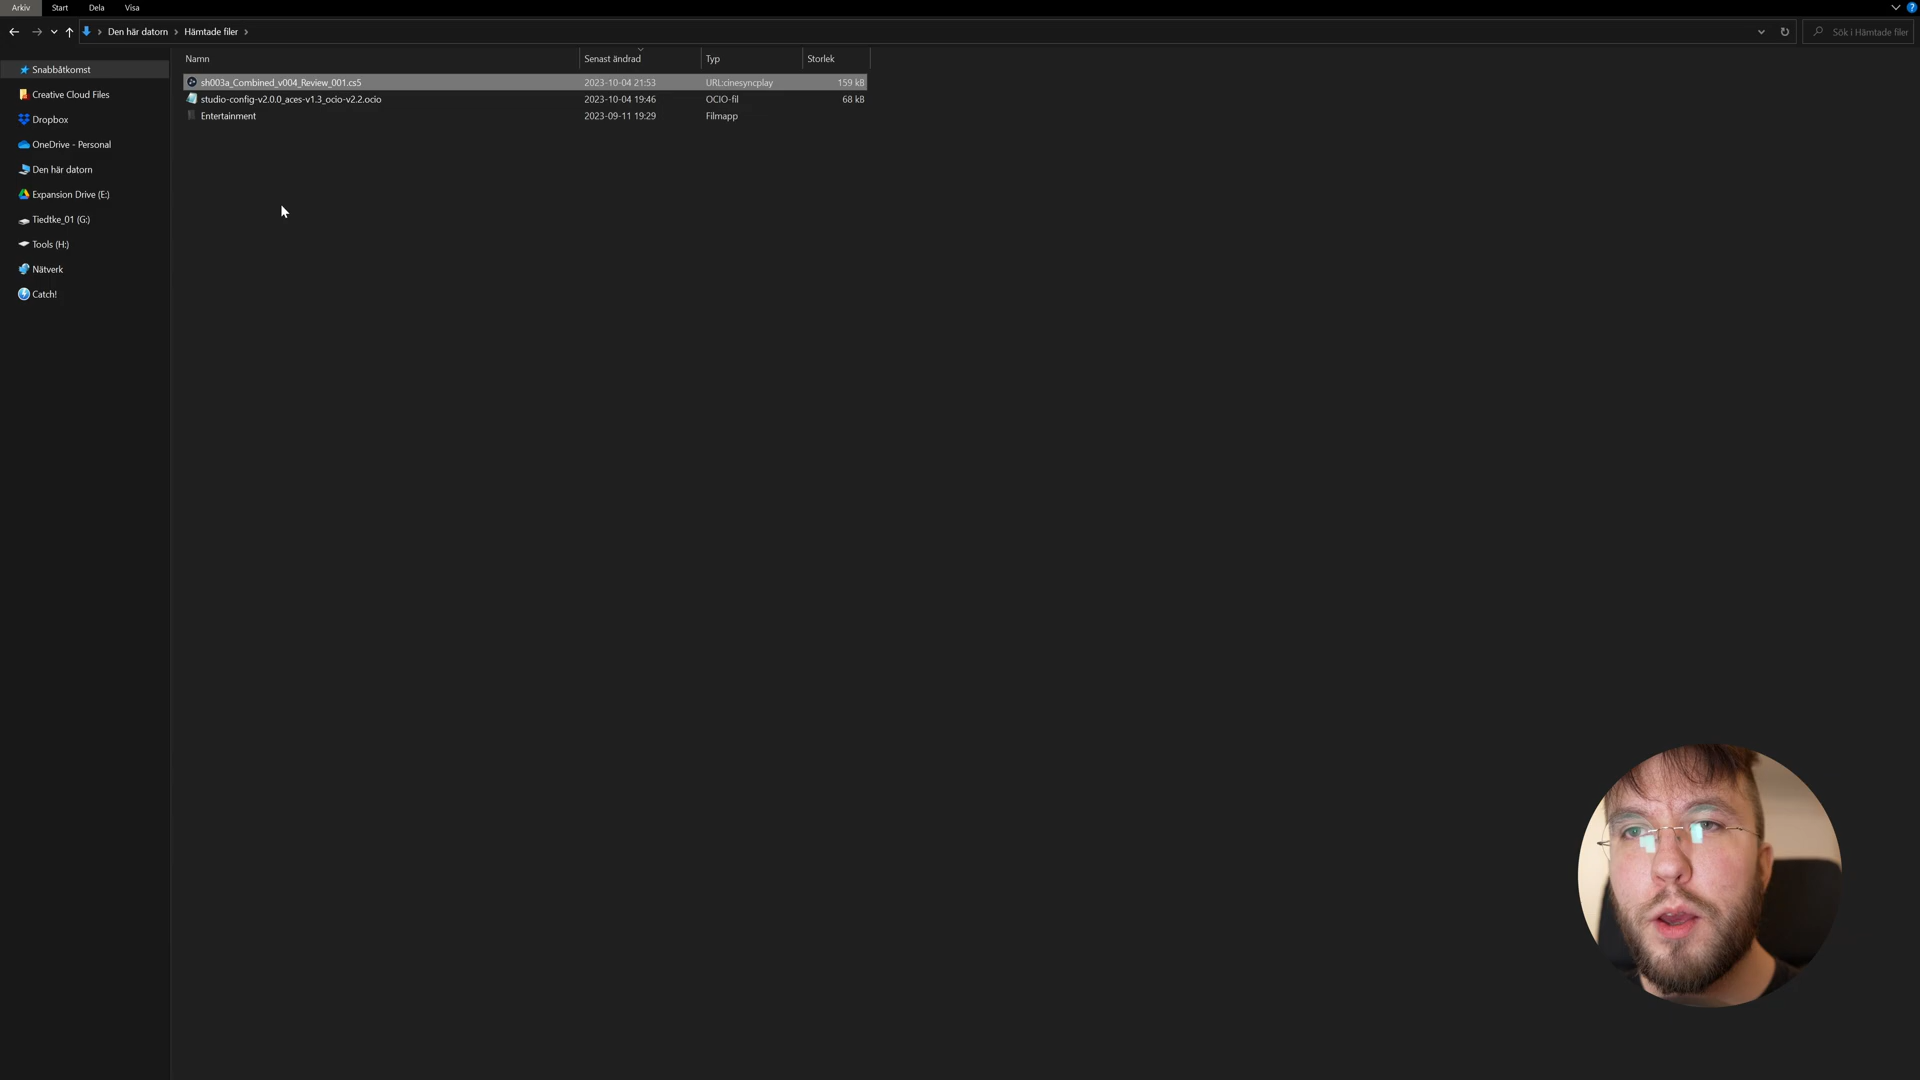 Arkiv Start Dela Visa
Den här datorn Hämtade filer Sök i Hämtade filer
Namn Senast ändrad Typ Storlek
Snabbåtkomst
Creative Cloud Files
Dropbox
OneDrive - Personal
Den här datorn
Expansion Drive (E:)
Tiedtke_01 (G:)
Tools (H:)
Nätverk
Catch!
sh003a_Combined_v004_Review_001.cs5 2023-10-04 21:53 URL:cinesyncplay 159 kB
studio-config-v2.0.0_aces-v1.3_ocio-v2.2.ocio 2023-10-04 19:46 OCIO-fil 68 kB
Entertainment 2023-09-11 19:29 Filmapp